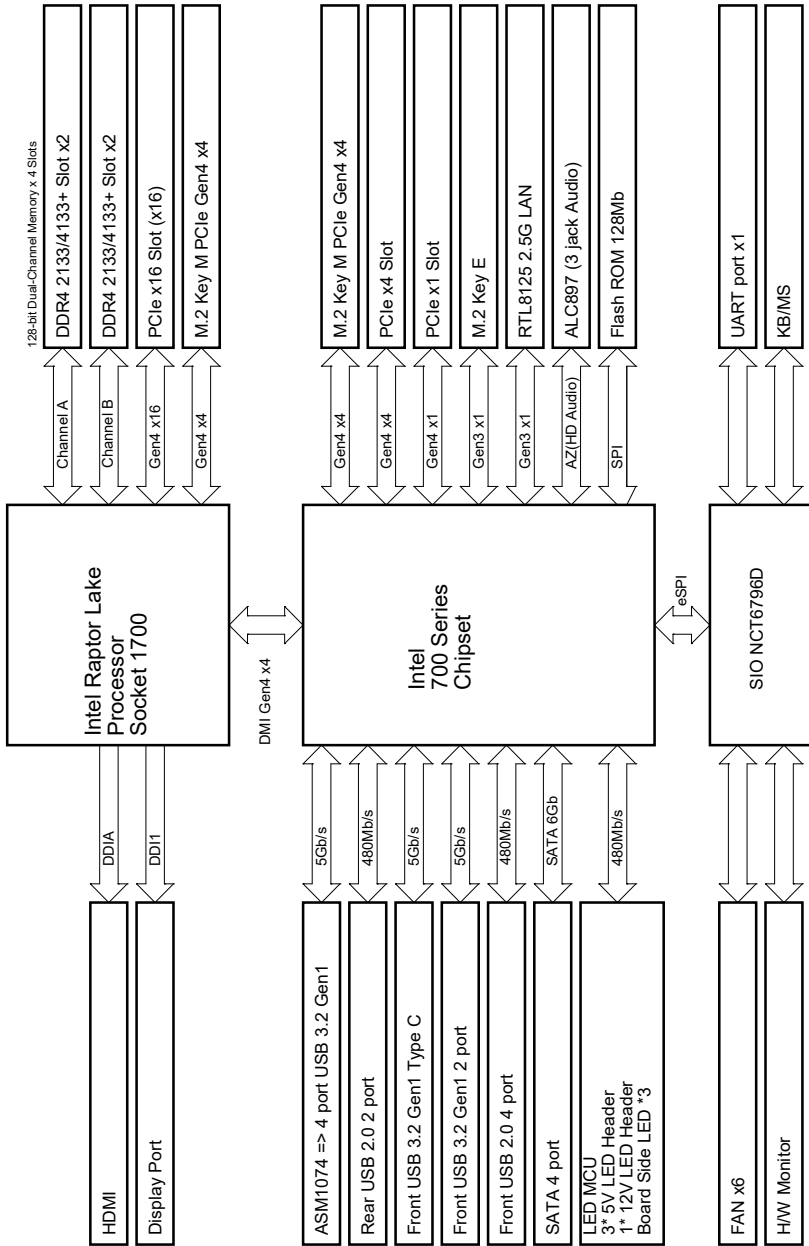 128-bit Dual-Channel Memory x 4 Slots
HDMI
DDIA
Intel Raptor Lake
Processor
Socket 1700
Channel A
DDR4 2133/4133+ Slot x2
Channel B
DDR4 2133/4133+ Slot x2
Display Port
DDI1
Gen4 x16
PCIe x16 Slot (x16)
Gen4 x4
M.2 Key M PCIe Gen4 x4
DMI Gen4 x4
ASM1074 => 4 port USB 3.2 Gen1
5Gb/s
Intel
700 Series
Chipset
Gen4 x4
M.2 Key M PCIe Gen4 x4
Rear USB 2.0 2 port
480Mb/s
Gen4 x4
PCIe x4 Slot
Front USB 3.2 Gen1 Type C
5Gb/s
Gen4 x1
PCIe x1 Slot
Front USB 3.2 Gen1 2 port
5Gb/s
Gen3 x1
M.2 Key E
Front USB 2.0 4 port
480Mb/s
Gen3 x1
RTL8125 2.5G LAN
SATA 4 port
SATA 6Gb
AZ(HD Audio)
ALC897 (3 jack Audio)
LED MCU
3* 5V LED Header
1* 12V LED Header
Board Side LED *3
480Mb/s
SPI
Flash ROM 128Mb
eSPI
FAN x6
SIO NCT6796D
UART port x1
H/W Monitor
KB/MS